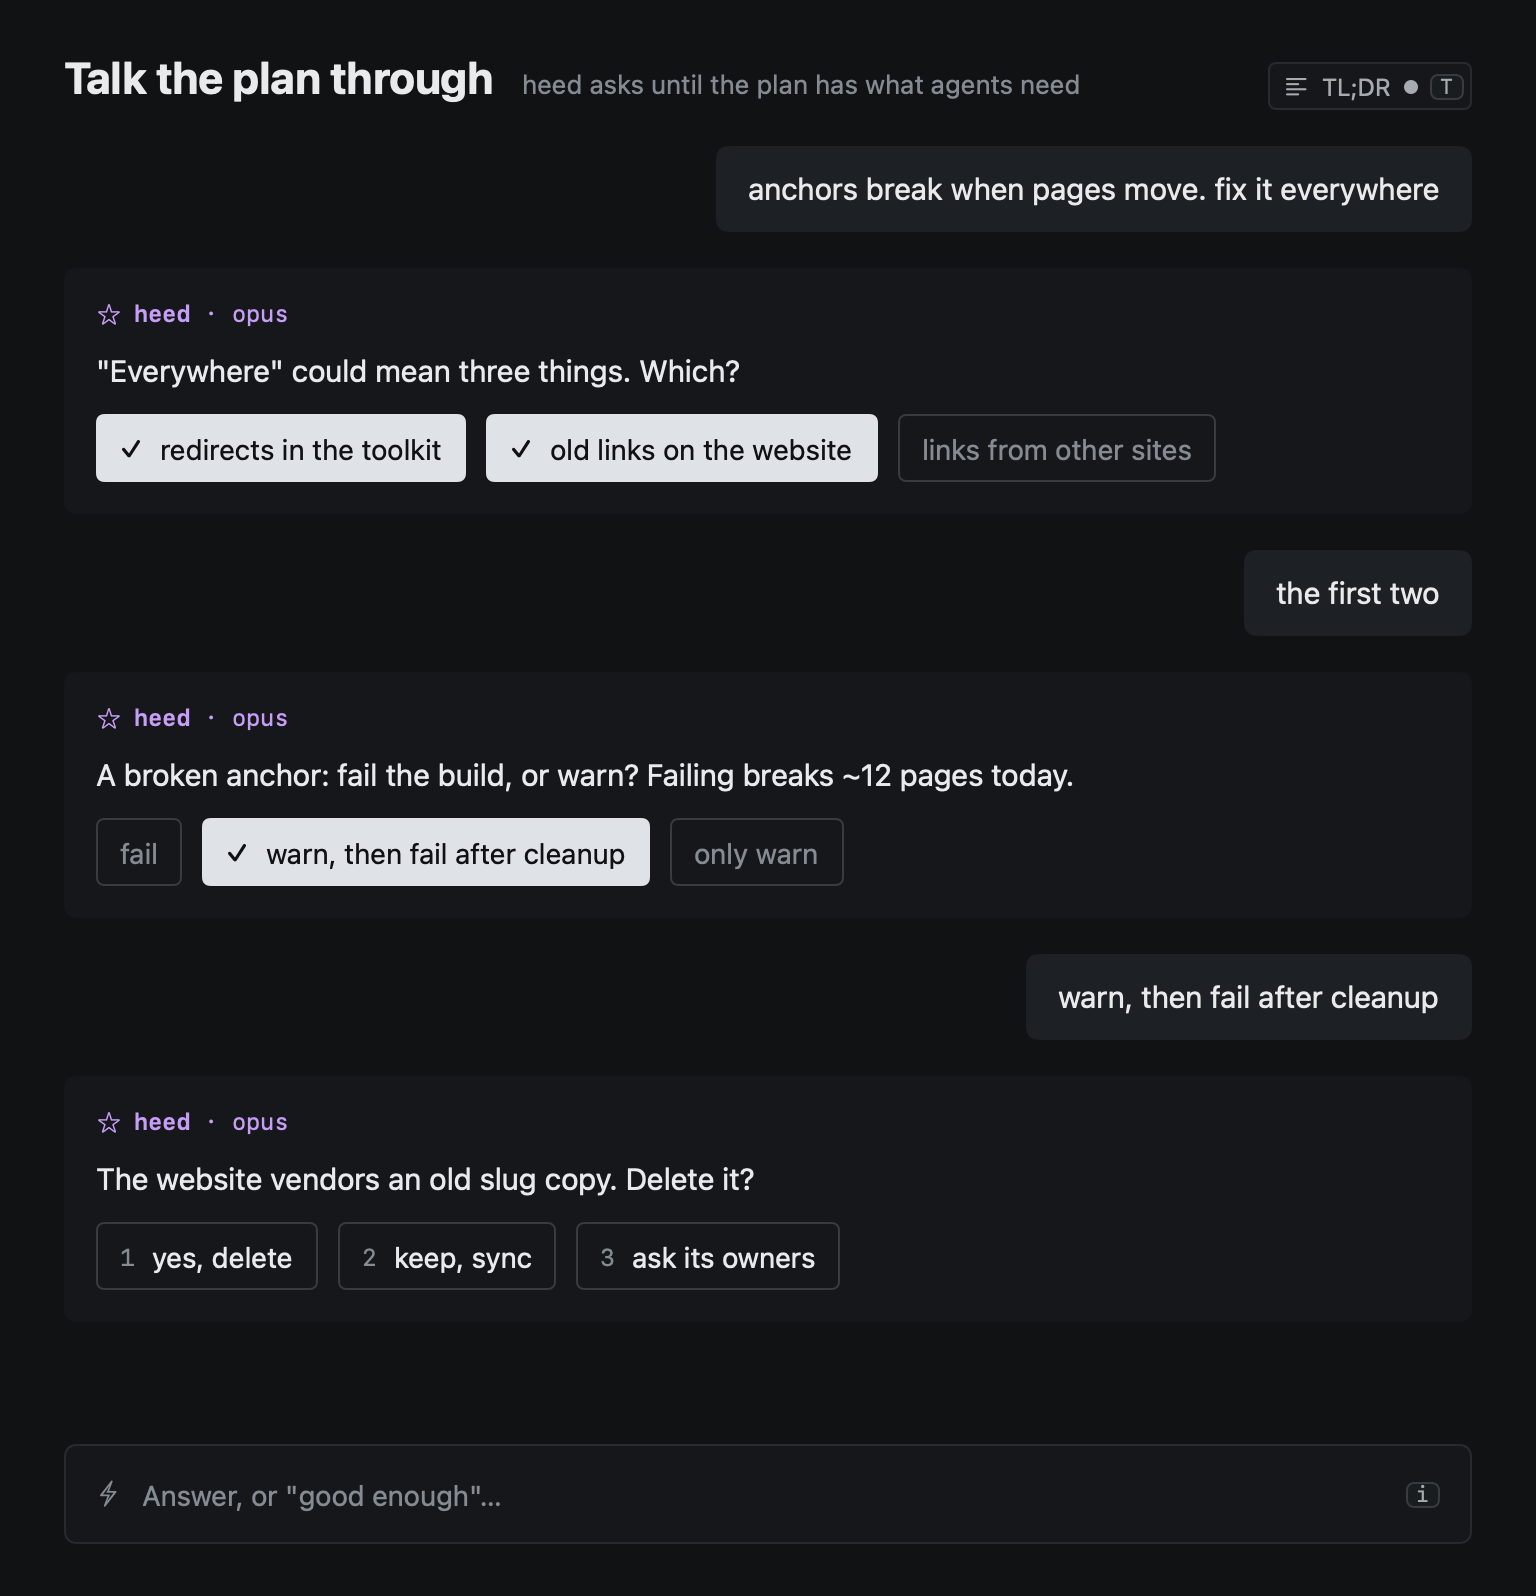 Talk the plan through heed asks until the plan has what agents need TL;DR T
anchors break when pages move. fix it everywhere
heed · opus
"Everywhere" could mean three things. Which?
✓ redirects in the toolkit ✓ old links on the website links from other sites
the first two
heed · opus
A broken anchor: fail the build, or warn? Failing breaks ~12 pages today.
fail ✓ warn, then fail after cleanup only warn
warn, then fail after cleanup
heed · opus
The website vendors an old slug copy. Delete it?
1 yes, delete 2 keep, sync 3 ask its owners
Answer, or "good enough"... i